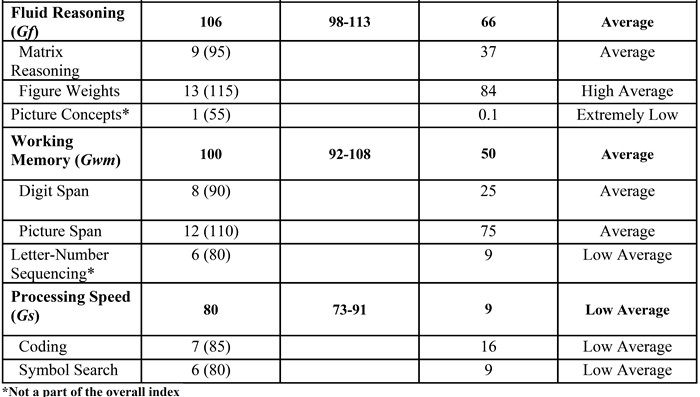 Fluid Reasoning (Gf) 106 98-113 66 Average
Matrix Reasoning 9 (95) 37 Average
Figure Weights 13 (115) 84 High Average
Picture Concepts* 1 (55) 0.1 Extremely Low
Working Memory (Gwm) 100 92-108 50 Average
Digit Span 8 (90) 25 Average
Picture Span 12 (110) 75 Average
Letter-Number Sequencing* 6 (80) 9 Low Average
Processing Speed (Gs) 80 73-91 9 Low Average
Coding 7 (85) 16 Low Average
Symbol Search 6 (80) 9 Low Average
*Not a part of the overall index